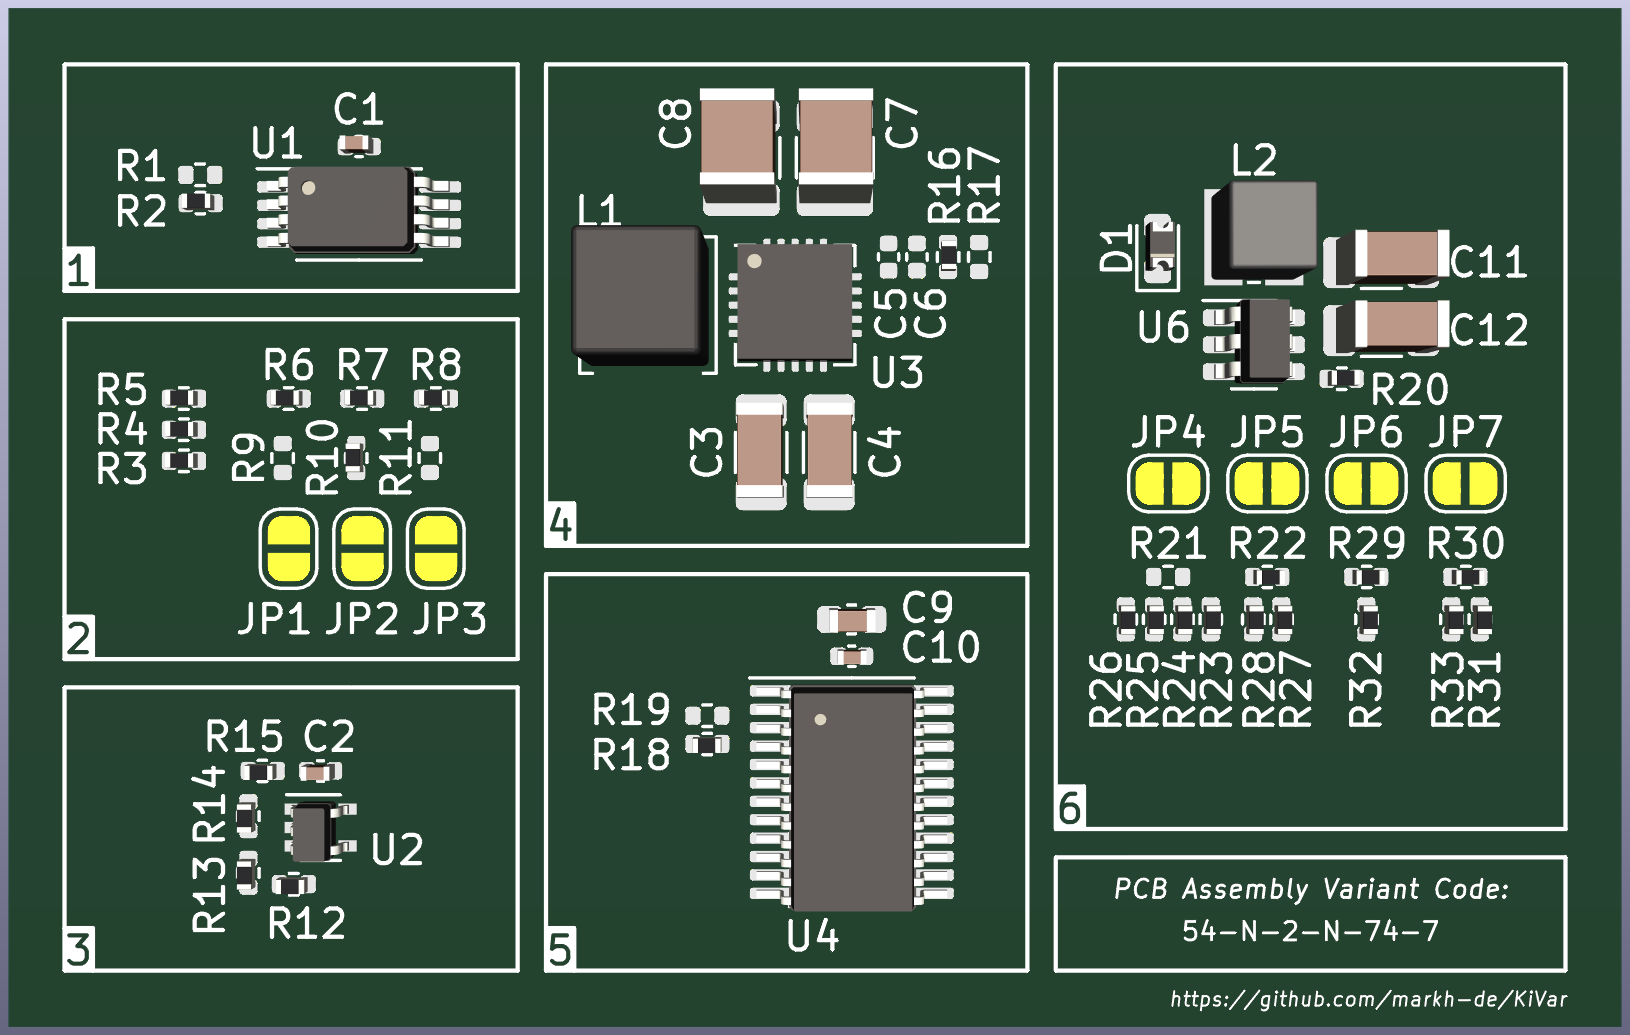 C1
U1
R1
R2
1
R6 R7 R8
R5
R4
R3
R9 R10 R11
JP1 JP2 JP3
2
R15 C2
R14
U2
R13
R12
3
C8 C7
R16 R17
L1
C5 C6
U3
C3 C4
4
C9
C10
R19
R18
U4
5
L2
D1
C11
U6
C12
R20
JP4 JP5 JP6 JP7
R21 R22 R29 R30
R26 R25 R24 R23 R28 R27 R32 R33 R31
6
PCB Assembly Variant Code:
54-N-2-N-74-7
https://github.com/markh-de/KiVar